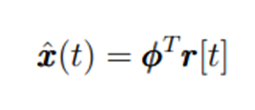 x̂(t) = ϕᵀr[t]